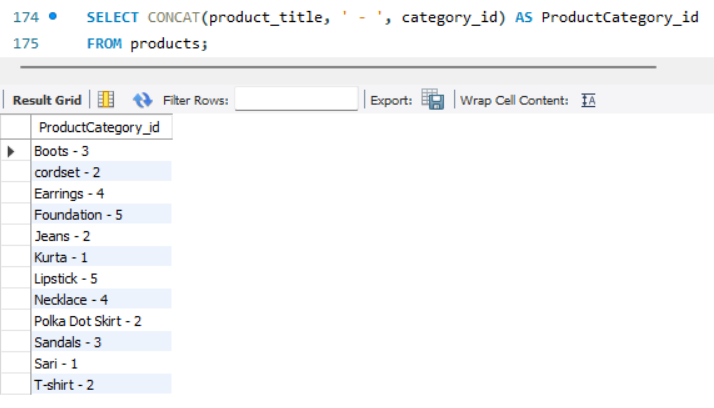 174 SELECT CONCAT(product_title, ' - ', category_id) AS ProductCategory_id
175 FROM products;
Result Grid Filter Rows: Export: Wrap Cell Content: IA
ProductCategory_id
Boots - 3
cordset - 2
Earrings - 4
Foundation - 5
Jeans - 2
Kurta - 1
Lipstick - 5
Necklace - 4
Polka Dot Skirt - 2
Sandals - 3
Sari - 1
T-shirt - 2